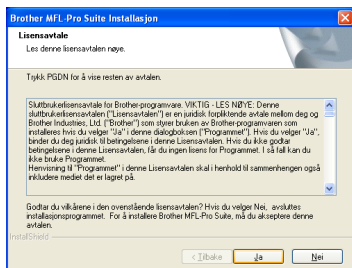 Brother MFL-Pro Suite Installasjon
Lisensavtale
Les denne lisensavtalen nøye.
Trykk PGDN for å vise resten av avtalen.
Sluttbrukerlisensavtale for Brother-programvare. VIKTIG - LES NØYE: Denne
sluttbrukerlisensavtalen ("Lisensavtalen") er en juridisk forpliktende avtale mellom deg og
Brother Industries, Ltd. ("Brother") som styrer bruken av Brother-programvaren som
installeres hvis du velger "Ja" i denne dialogboksen ("Programmet"). Hvis du velger "Ja",
binder du deg juridisk til betingelsene i denne Lisensavtalen. Hvis du ikke godtar
betingelsene i denne Lisensavtalen, får du ingen lisens for Programmet. I så fall kan du
ikke bruke Programmet.
Henvisning til "Programmet" i denne Lisensavtalen skal i henhold til sammenhengen også
inkludere mediet det er lagret på.
Godtar du vilkårene i den ovenstående lisensavtalen? Hvis du velger Nei, avsluttes
installasjonsprogrammet. For å installere Brother MFL-Pro Suite, må du akseptere denne
avtalen.
InstallShield
< Tilbake
Ja
Nei